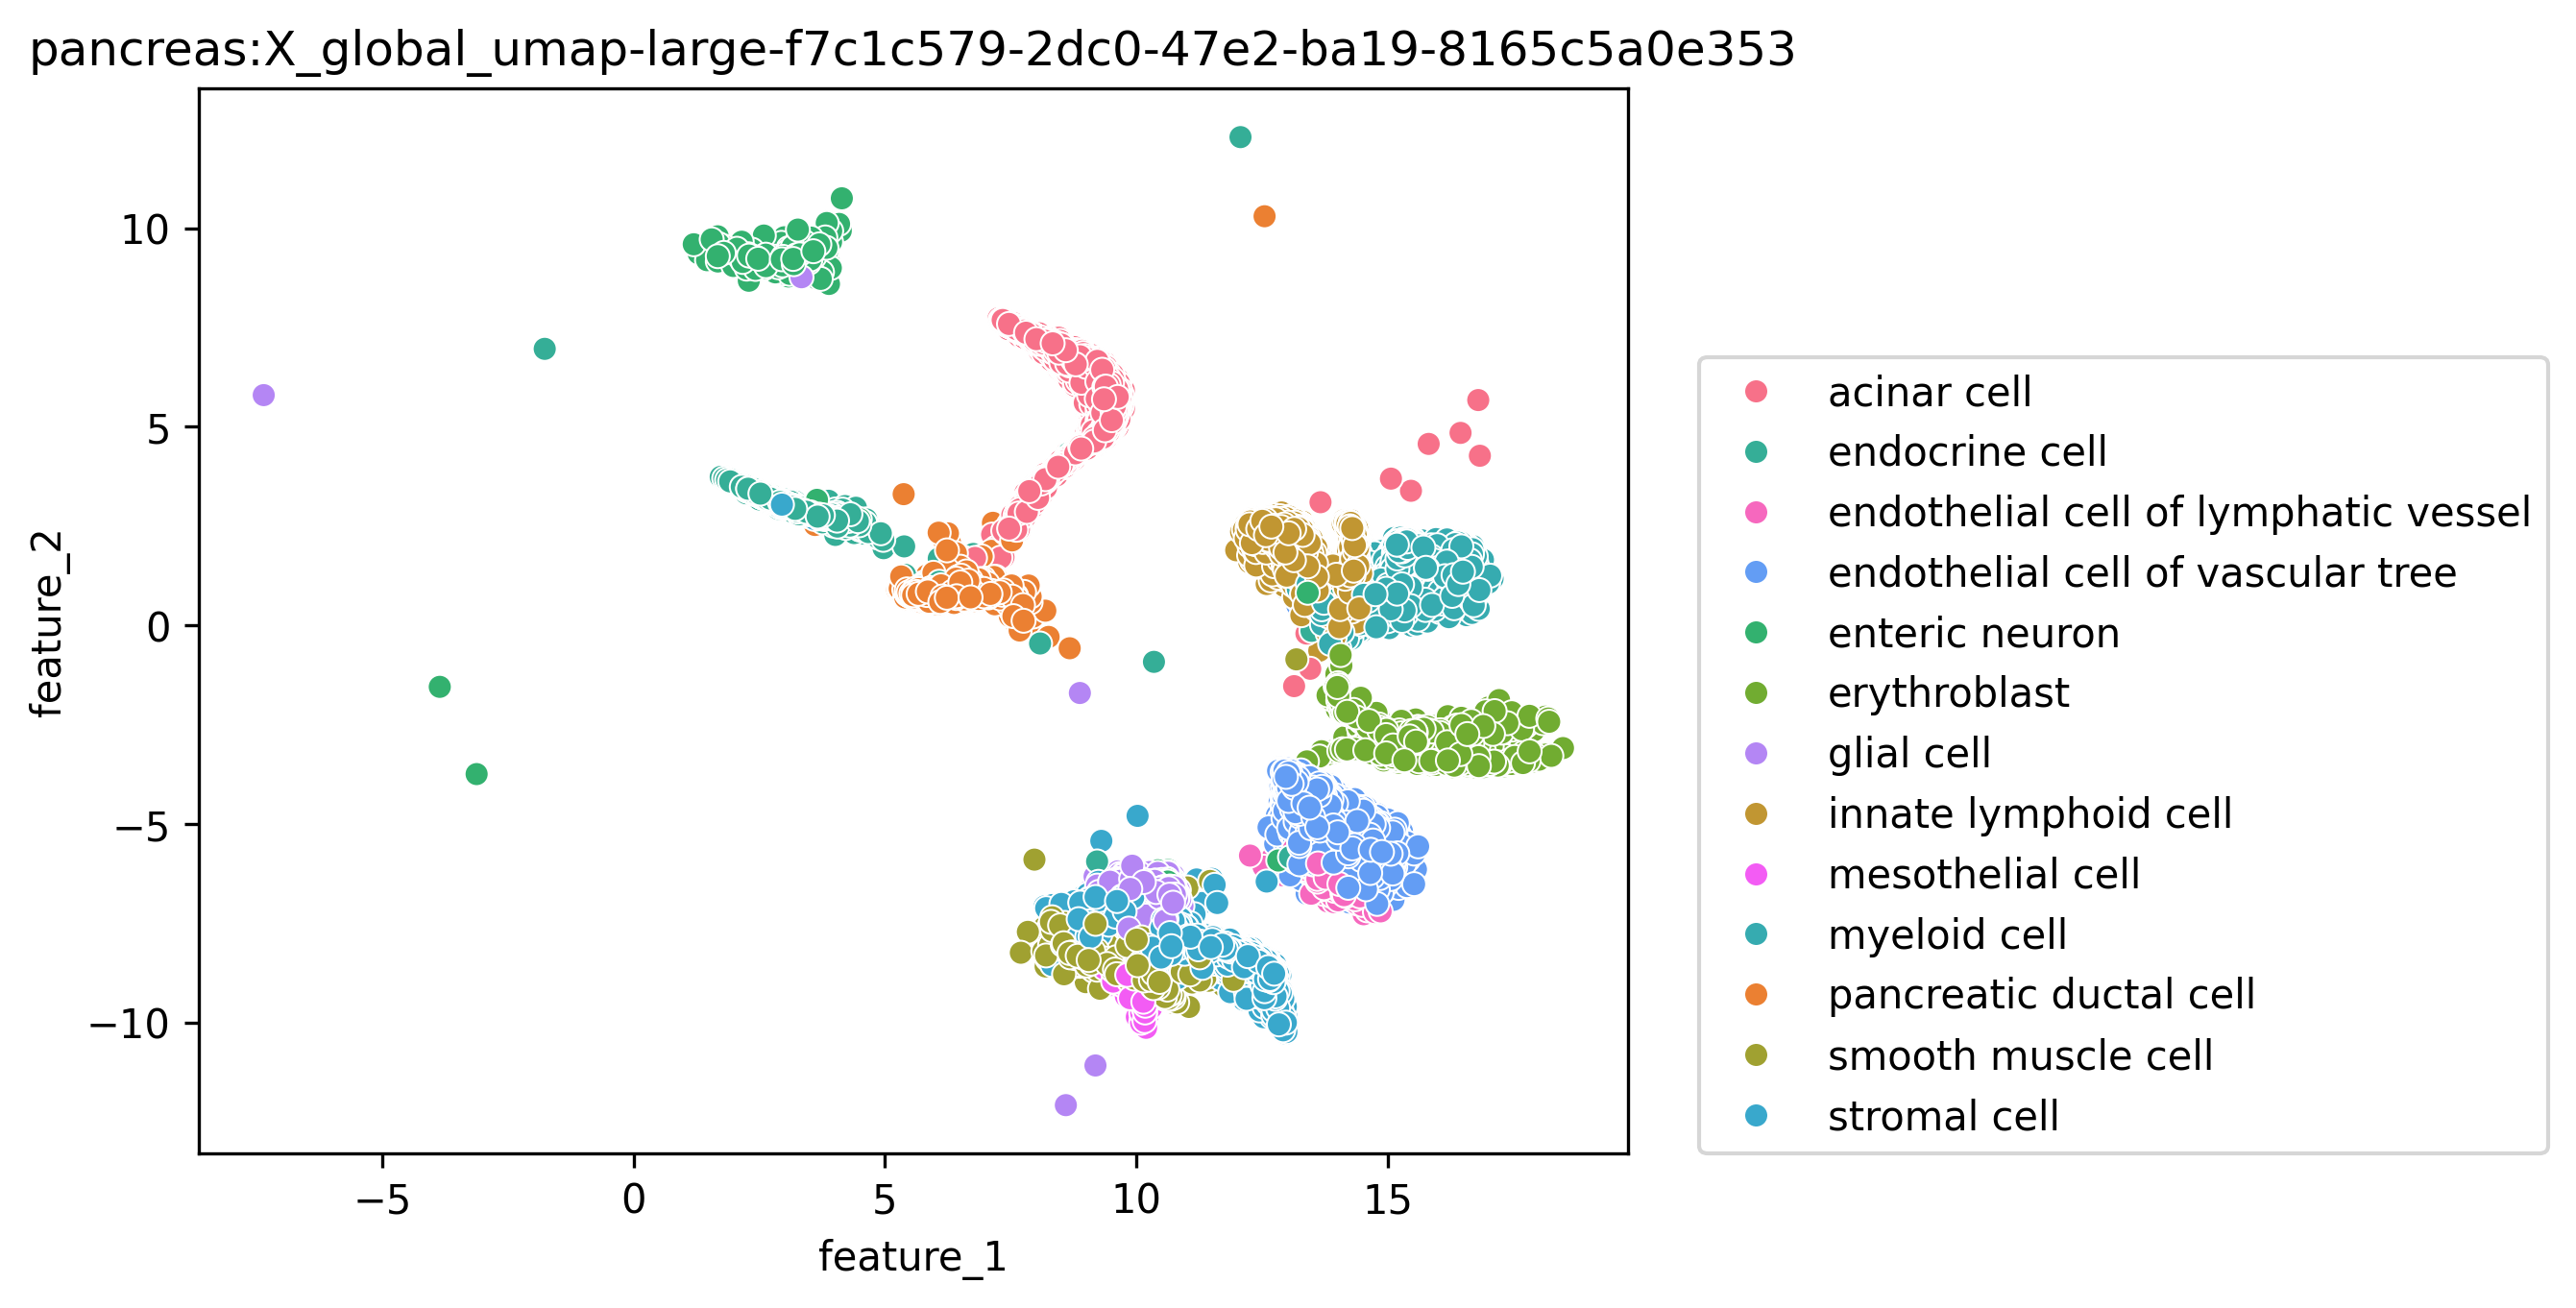 pancreas:X_global_umap-large-f7c1c579-2dc0-47e2-ba19-8165c5a0e353
10
5
0
−5
−10
feature_2
−5
0
5
10
15
feature_1
acinar cell
endocrine cell
endothelial cell of lymphatic vessel
endothelial cell of vascular tree
enteric neuron
erythroblast
glial cell
innate lymphoid cell
mesothelial cell
myeloid cell
pancreatic ductal cell
smooth muscle cell
stromal cell